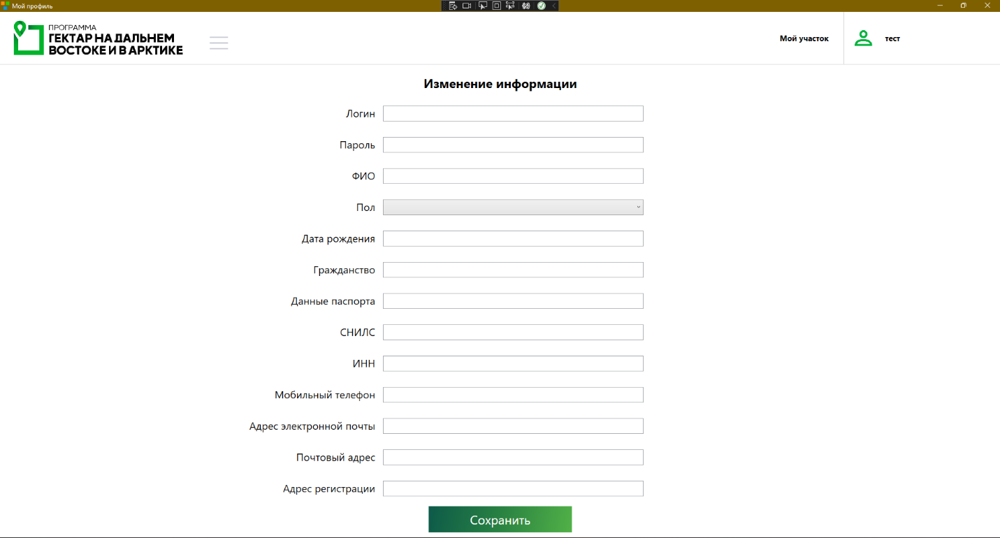 Мой профиль
ПРОГРАММА
ГЕКТАР НА ДАЛЬНЕМ
ВОСТОКЕ И В АРКТИКЕ
Мой участок
тест
Изменение информации
Логин
Пароль
ФИО
Пол
Дата рождения
Гражданство
Данные паспорта
СНИЛС
ИНН
Мобильный телефон
Адрес электронной почты
Почтовый адрес
Адрес регистрации
Сохранить